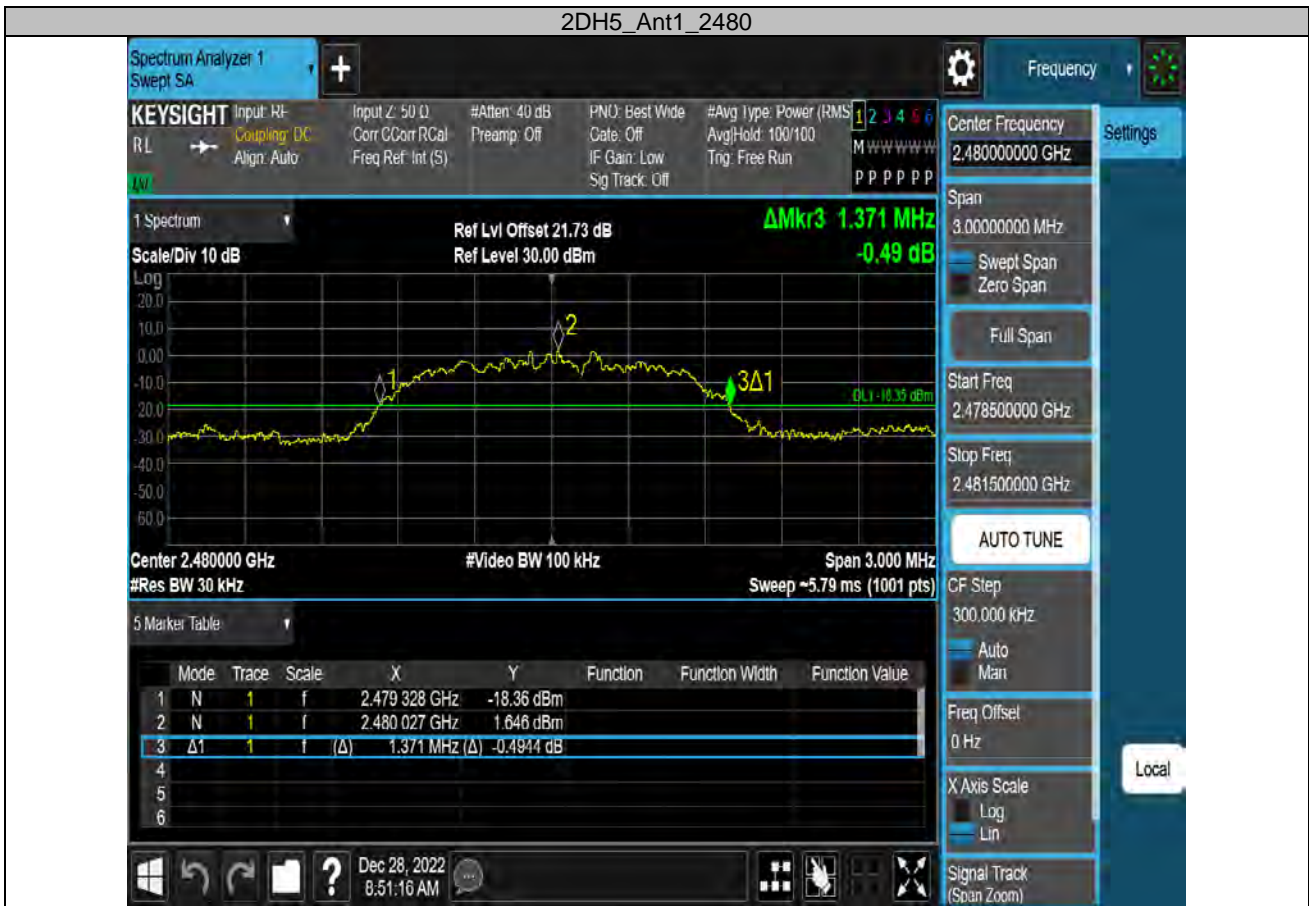 2DH5_Ant1_2480
Spectrum Analyzer 1
Swept SA
Frequency
KEYSIGHT
RL
Input: RF
Coupling: DC
Align: Auto
Input Z: 50 Ω
Corr CCorr RCal
Freq Ref: Int (S)
#Atten: 40 dB
Preamp: Off
PNO: Best Wide
Gate: Off
IF Gain: Low
Sig Track: Off
#Avg Type: Power (RMS
Avg|Hold: 100/100
Trig: Free Run
1 2 3 4 5 6
M W W W W W
P P P P P P
Center Frequency
2.480000000 GHz
Settings
1 Spectrum
Scale/Div 10 dB
Ref Lvl Offset 21.73 dB
Ref Level 30.00 dBm
ΔMkr3 1.371 MHz
-0.49 dB
Span
3.00000000 MHz
Swept Span
Zero Span
Full Span
Start Freq
2.478500000 GHz
Stop Freq
2.481500000 GHz
AUTO TUNE
CF Step
300.000 kHz
Auto
Man
Freq Offset
0 Hz
X Axis Scale
Log
Lin
Signal Track
(Span Zoom)
Local
Log
20.0
10.0
0.00
-10.0
-20.0
-30.0
-40.0
-50.0
-60.0
1
2
3Δ1
DL1 -18.35 dBm
Center 2.480000 GHz
#Video BW 100 kHz
Span 3.000 MHz
#Res BW 30 kHz
Sweep ~5.79 ms (1001 pts)
5 Marker Table
Mode Trace Scale X Y Function Function Width Function Value
1 N 1 f 2.479 328 GHz -18.36 dBm
2 N 1 f 2.480 027 GHz 1.646 dBm
3 Δ1 1 f (Δ) 1.371 MHz (Δ) -0.4944 dB
4
5
6
?
Dec 28, 2022
8:51:16 AM